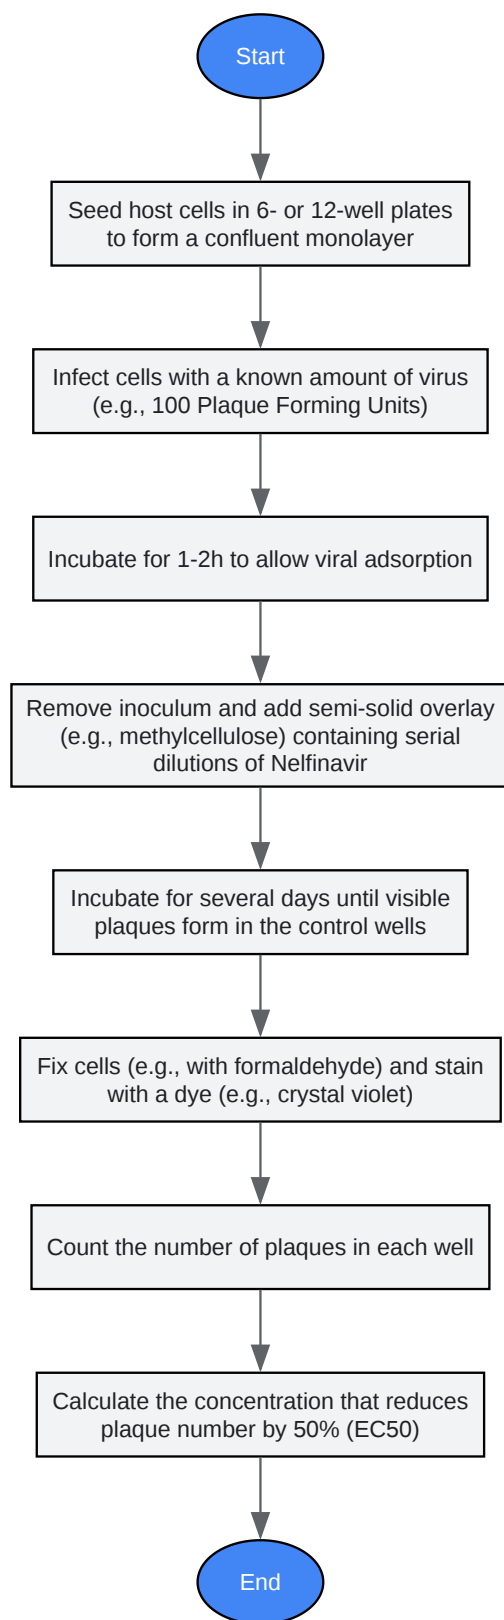 Start
Seed host cells in 6- or 12-well plates
to form a confluent monolayer
Infect cells with a known amount of virus
(e.g., 100 Plaque Forming Units)
Incubate for 1-2h to allow viral adsorption
Remove inoculum and add semi-solid overlay
(e.g., methylcellulose) containing serial
dilutions of Nelfinavir
Incubate for several days until visible
plaques form in the control wells
Fix cells (e.g., with formaldehyde) and stain
with a dye (e.g., crystal violet)
Count the number of plaques in each well
Calculate the concentration that reduces
plaque number by 50% (EC50)
End